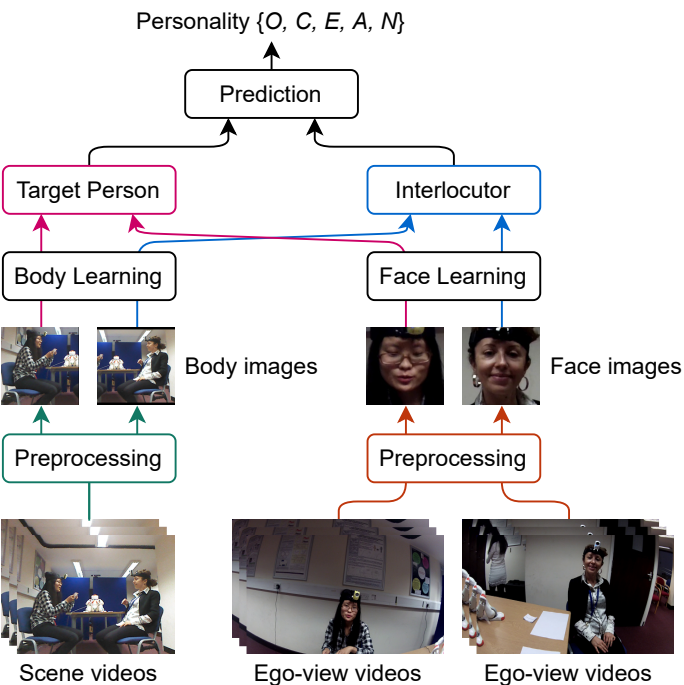 Personality {O, C, E, A, N}
Prediction
Target Person
Interlocutor
Body Learning
Face Learning
Body images
Face images
Preprocessing
Preprocessing
Scene videos
Ego-view videos
Ego-view videos